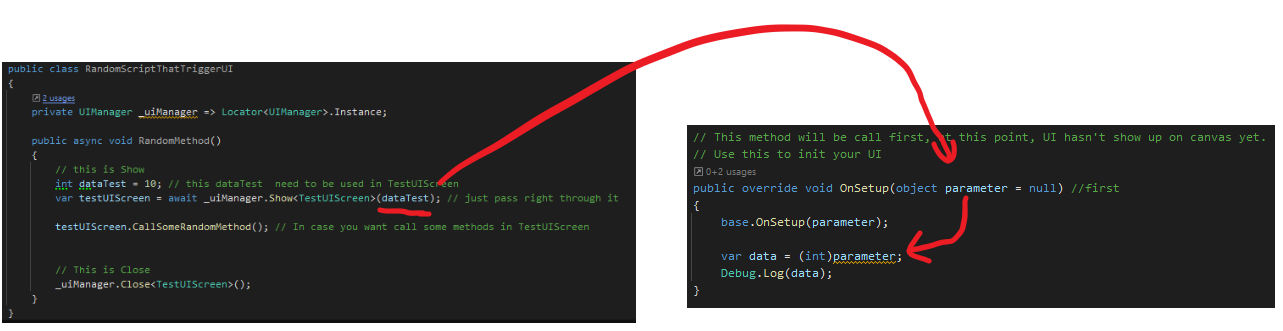 public class RandomScriptThatTriggerUI
{
2 usages
private UIManager _uiManager => Locator<UIManager>.Instance;
public async void RandomMethod()
{
// this is Show
int dataTest = 10; // this dataTest  need to be used in TestUIScreen
var testUIScreen = await _uiManager.Show<TestUIScreen>(dataTest); // just pass right through it
testUIScreen.CallSomeRandomMethod(); // In case you want call some methods in TestUIScreen
// This is Close
_uiManager.Close<TestUIScreen>();
}
}
// This method will be call first, at this point, UI hasn't show up on canvas yet.
// Use this to init your UI
0+2 usages
public override void OnSetup(object parameter = null) //first
{
base.OnSetup(parameter);
var data = (int)parameter;
Debug.Log(data);
}